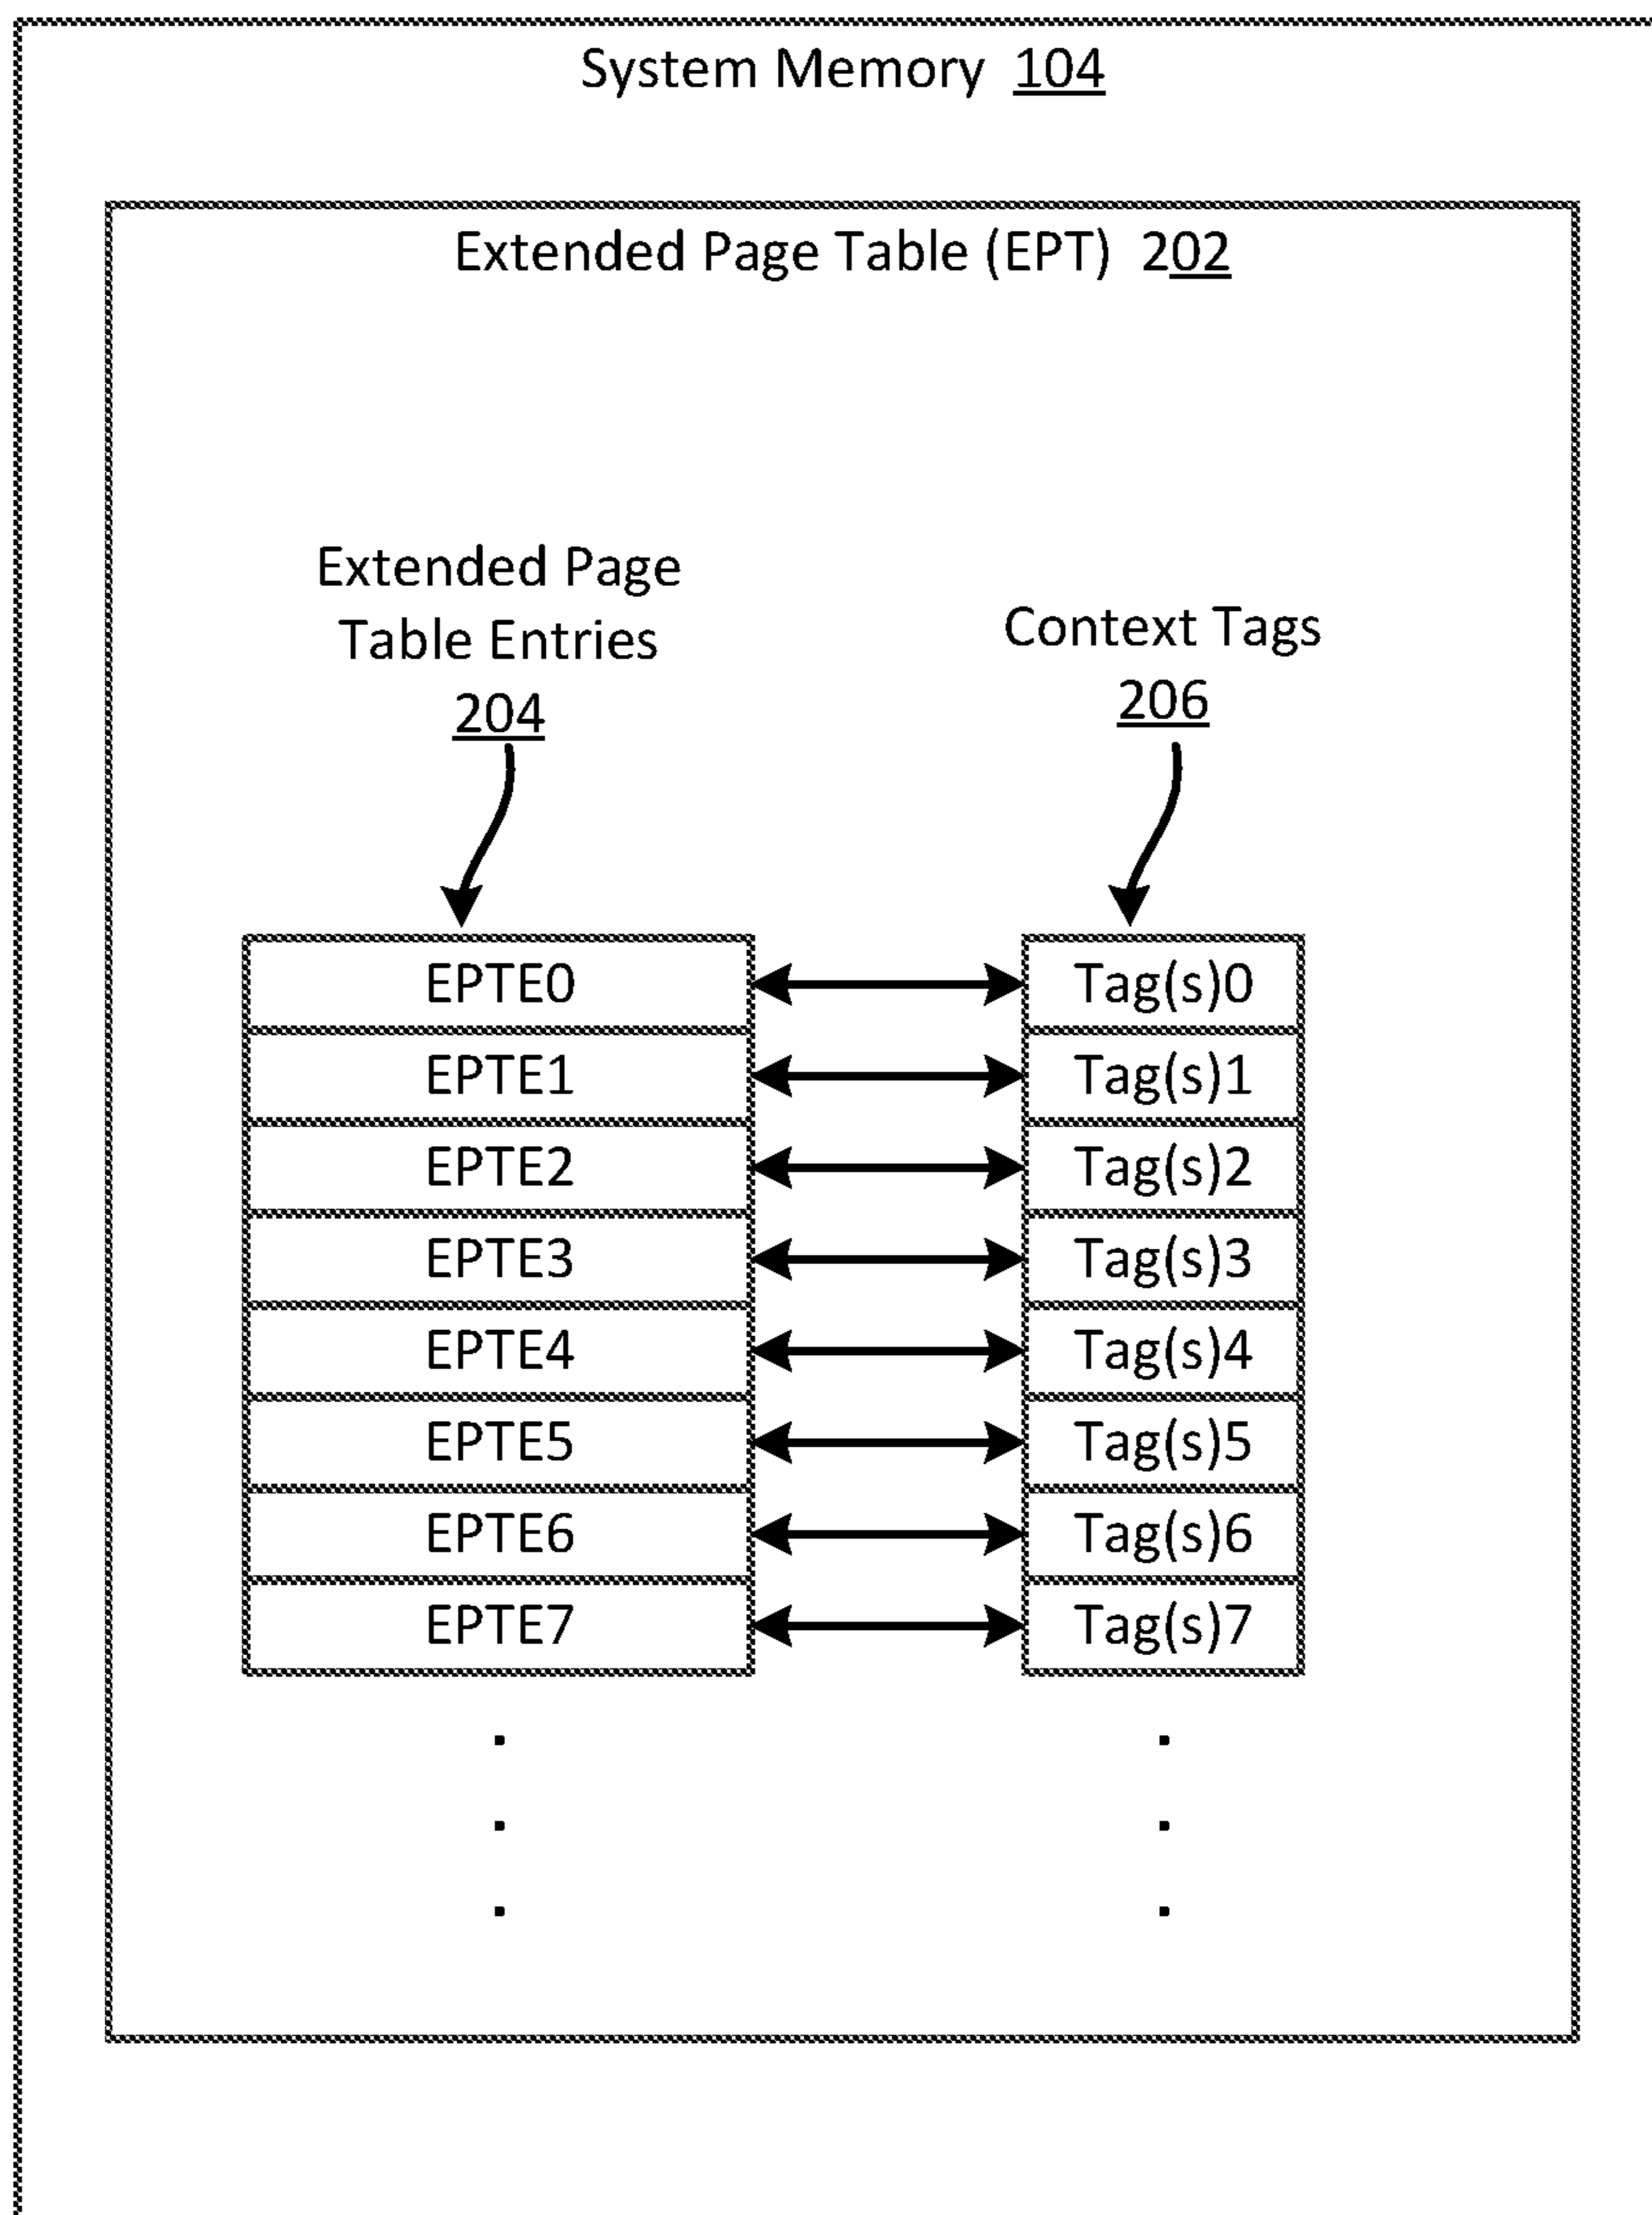 System Memory 104
Extended Page Table (EPT) 202
Extended Page
Table Entries
204
Context Tags
206
EPTE0 Tag(s)0
EPTE1 Tag(s)1
EPTE2 Tag(s)2
EPTE3 Tag(s)3
EPTE4 Tag(s)4
EPTE5 Tag(s)5
EPTE6 Tag(s)6
EPTE7 Tag(s)7